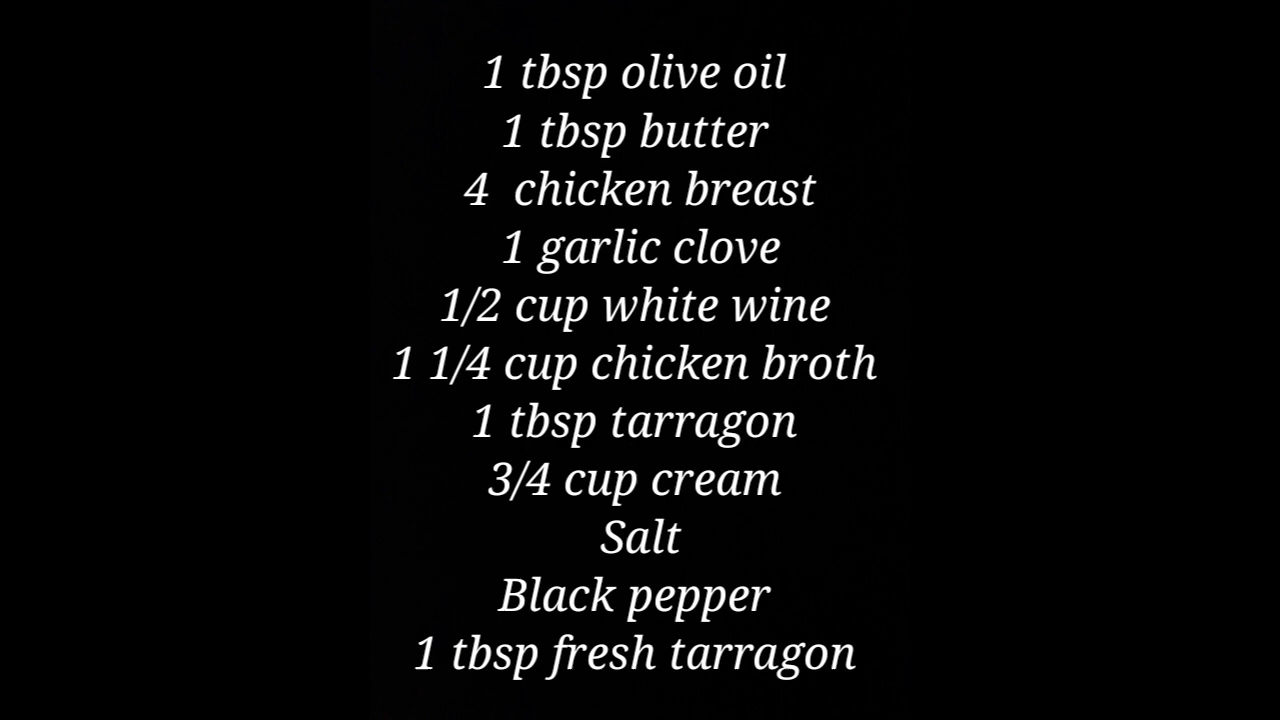 1 tbsp olive oil
1 tbsp butter
4 chicken breast
1 garlic clove
1/2 cup white wine
1 1/4 cup chicken broth
1 tbsp tarragon
3/4 cup cream
Salt
Black pepper
1 tbsp fresh tarragon